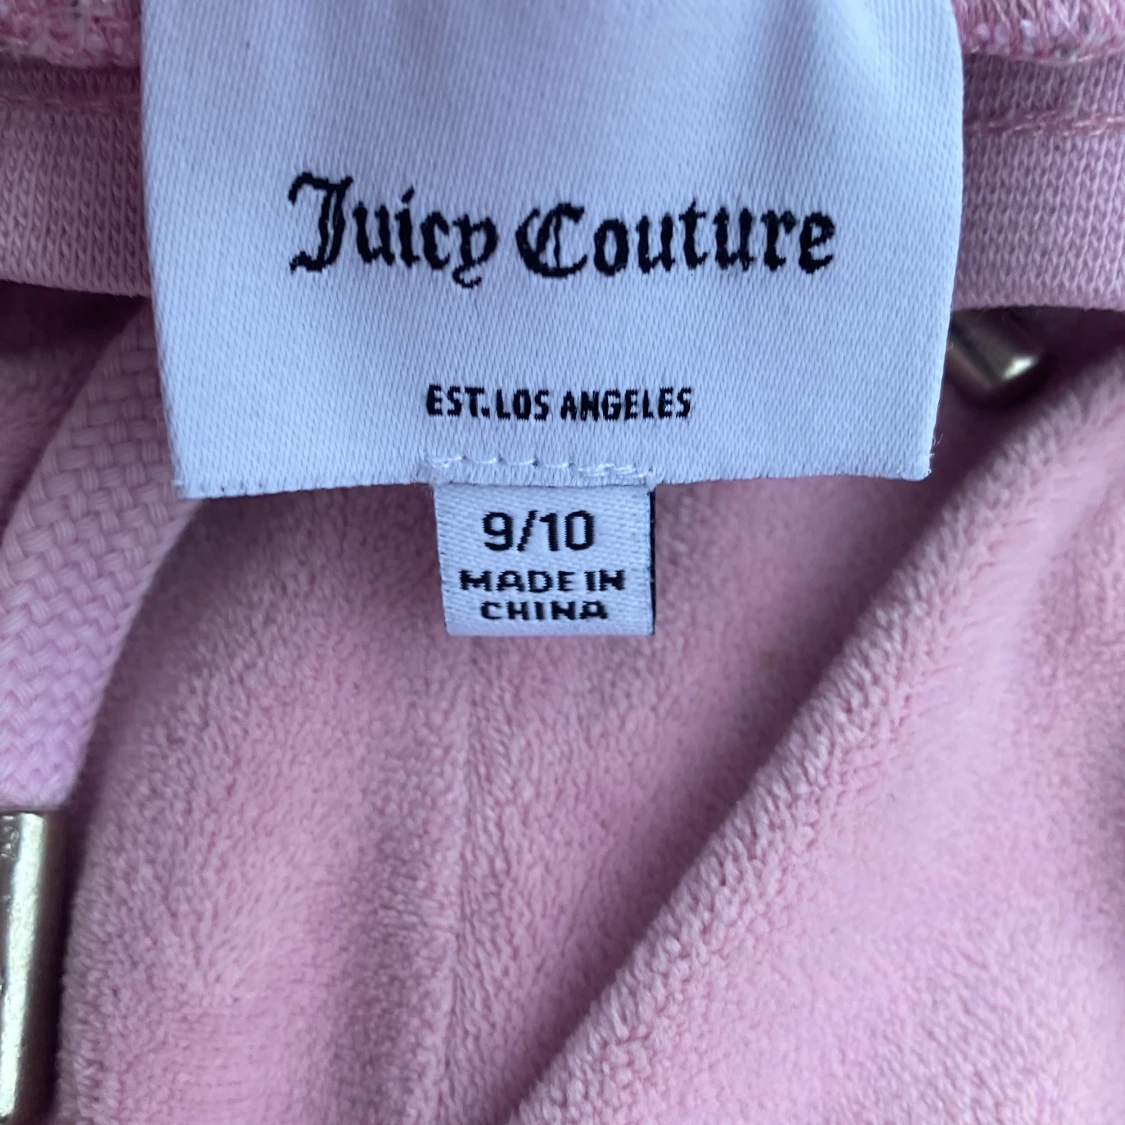 Juicy Couture
EST. LOS ANGELES
9/10
MADE IN
CHINA